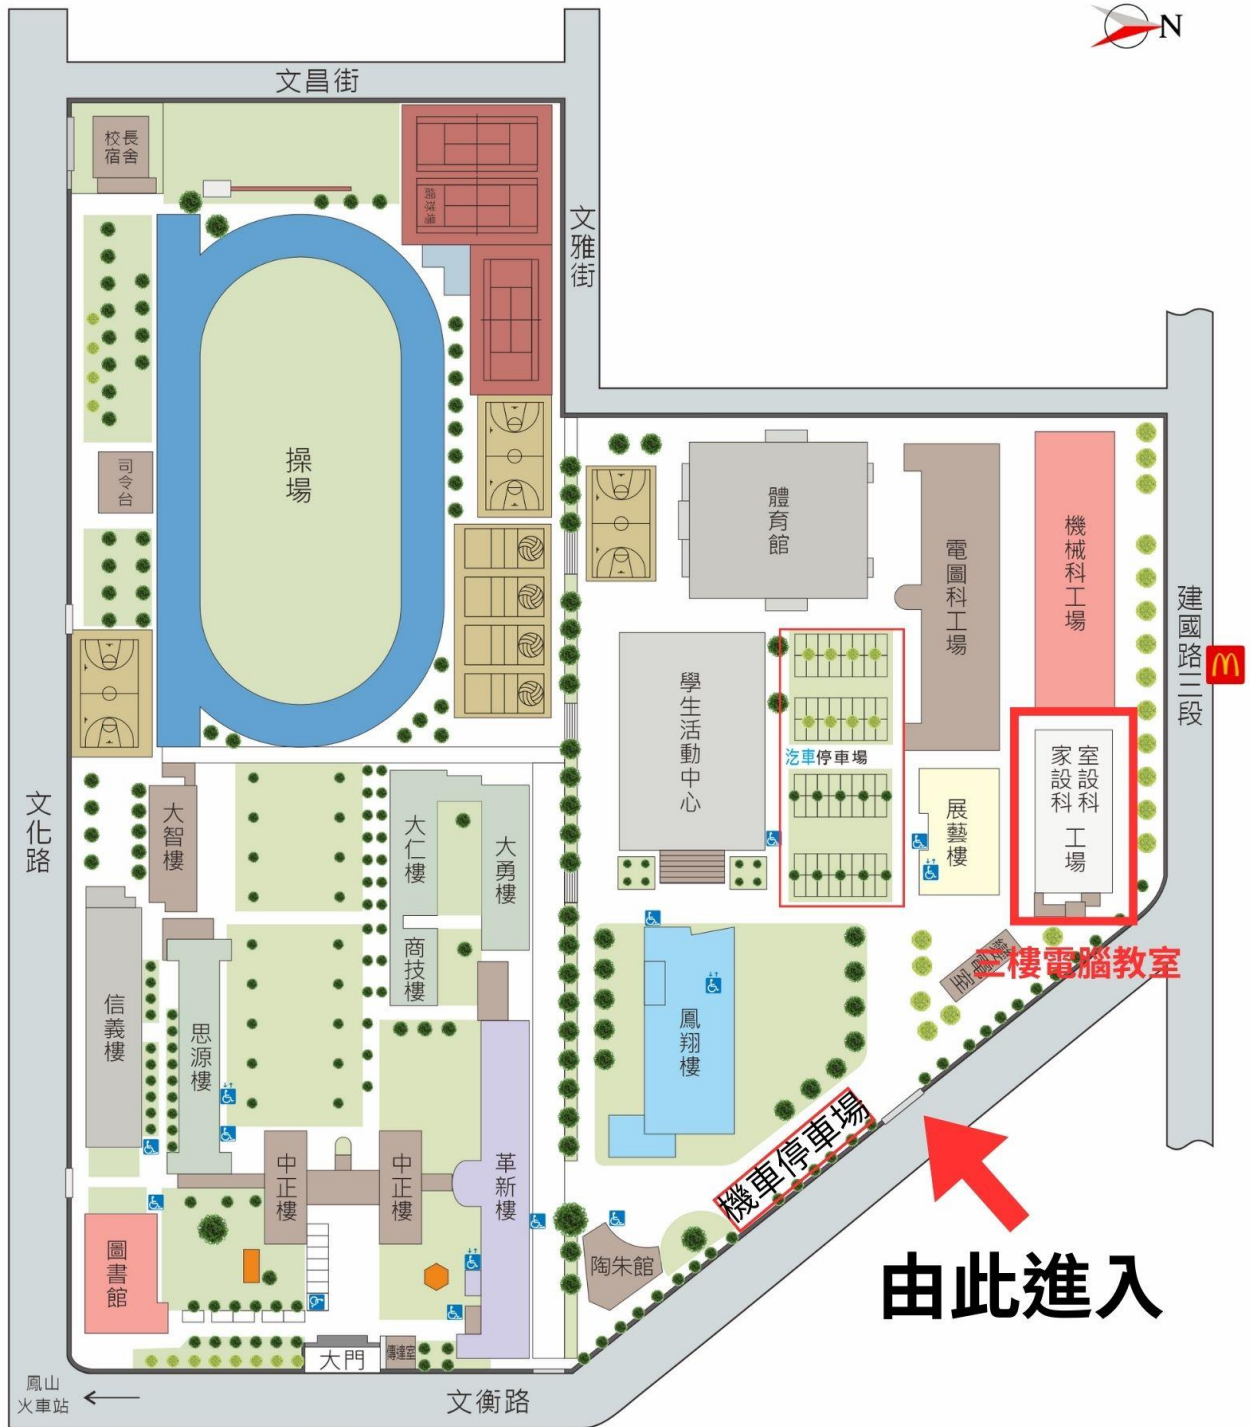 N
文昌街
校長
宿舍
網球場
文雅街
操場
司令台
體育館
電圖科工場
機械科工場
建國路三段
學生活動中心
汽車停車場
展藝樓
室設科
家設科
工場
三樓電腦教室
文化路
大智樓
大仁樓
大勇樓
商技樓
信義樓
思源樓
鳳翔樓
機車停車場
中正樓
中正樓
革新樓
圖書館
陶朱館
由此進入
大門
傳達室
文衡路
鳳山
火車站